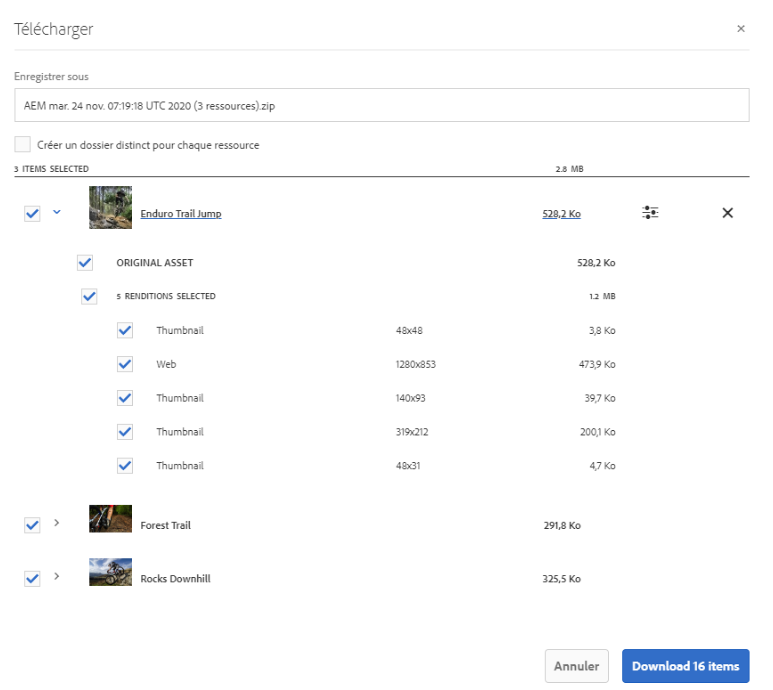 Télécharger ×
Enregistrer sous
AEM mar. 24 nov. 07:19:18 UTC 2020 (3 ressources).zip
Créer un dossier distinct pour chaque ressource
3 ITEMS SELECTED 2.8 MB
Enduro Trail Jump 528,2 Ko
ORIGINAL ASSET 528,2 Ko
5 RENDITIONS SELECTED 1.2 MB
Thumbnail 48x48 3,8 Ko
Web 1280x853 473,9 Ko
Thumbnail 140x93 39,7 Ko
Thumbnail 319x212 200,1 Ko
Thumbnail 48x31 4,7 Ko
Forest Trail 291,8 Ko
Rocks Downhill 325,5 Ko
Annuler Download 16 items